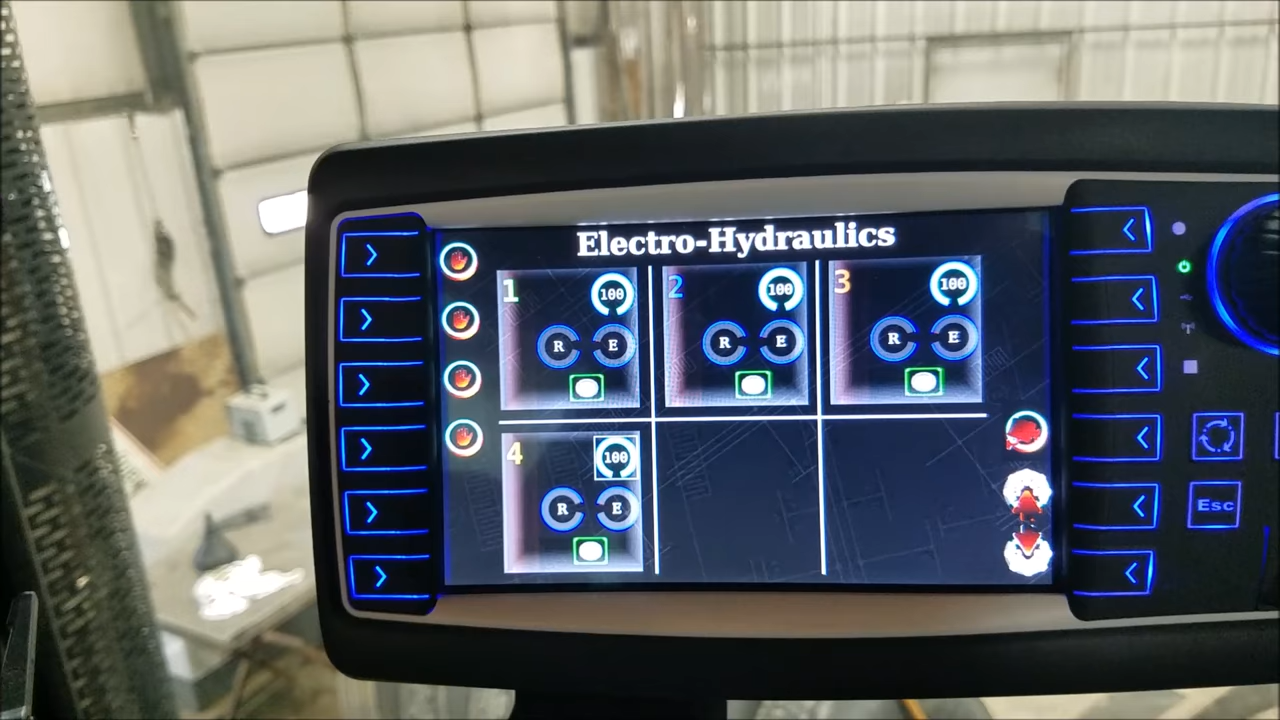 Electro-Hydraulics
1 100
R E
2 100
R E
3 100
R E
4 100
R E
Esc